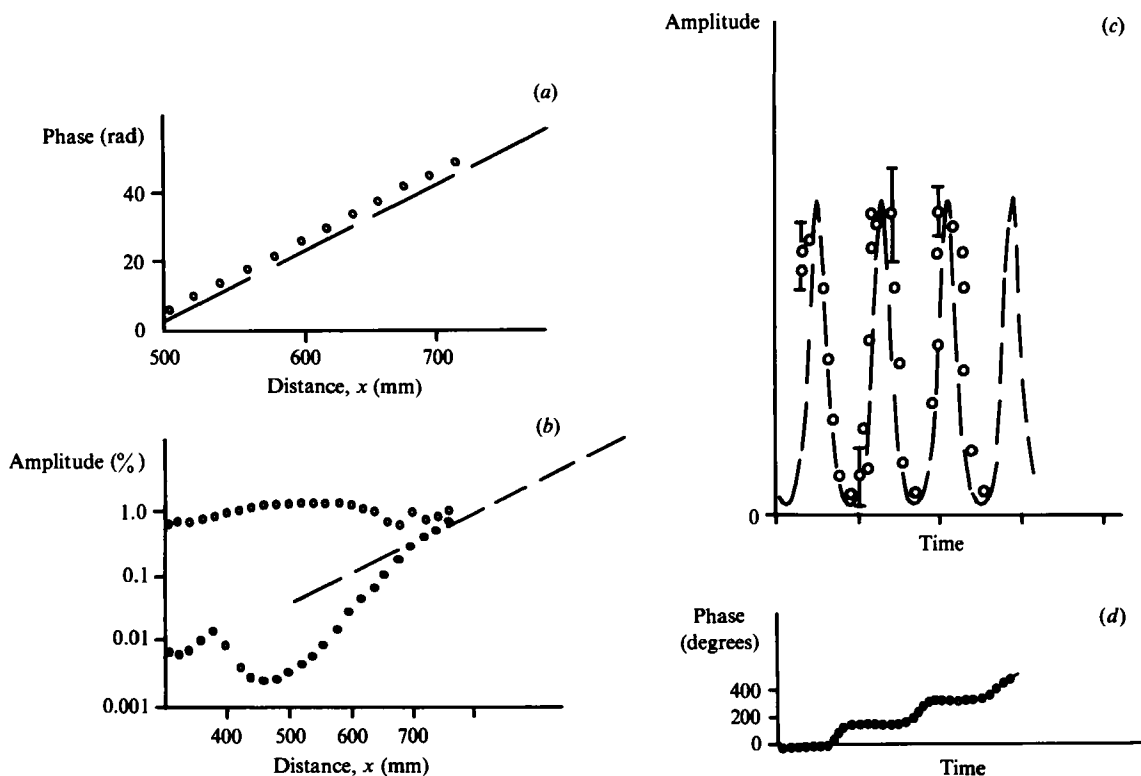 (a)
Phase (rad)
40
20
0
500
600
700
Distance, x (mm)
(b)
Amplitude (%)
1.0
0.1
0.01
0.001
400
500
600
700
Distance, x (mm)
Amplitude
(c)
0
Time
Phase
(degrees)
(d)
400
200
0
Time